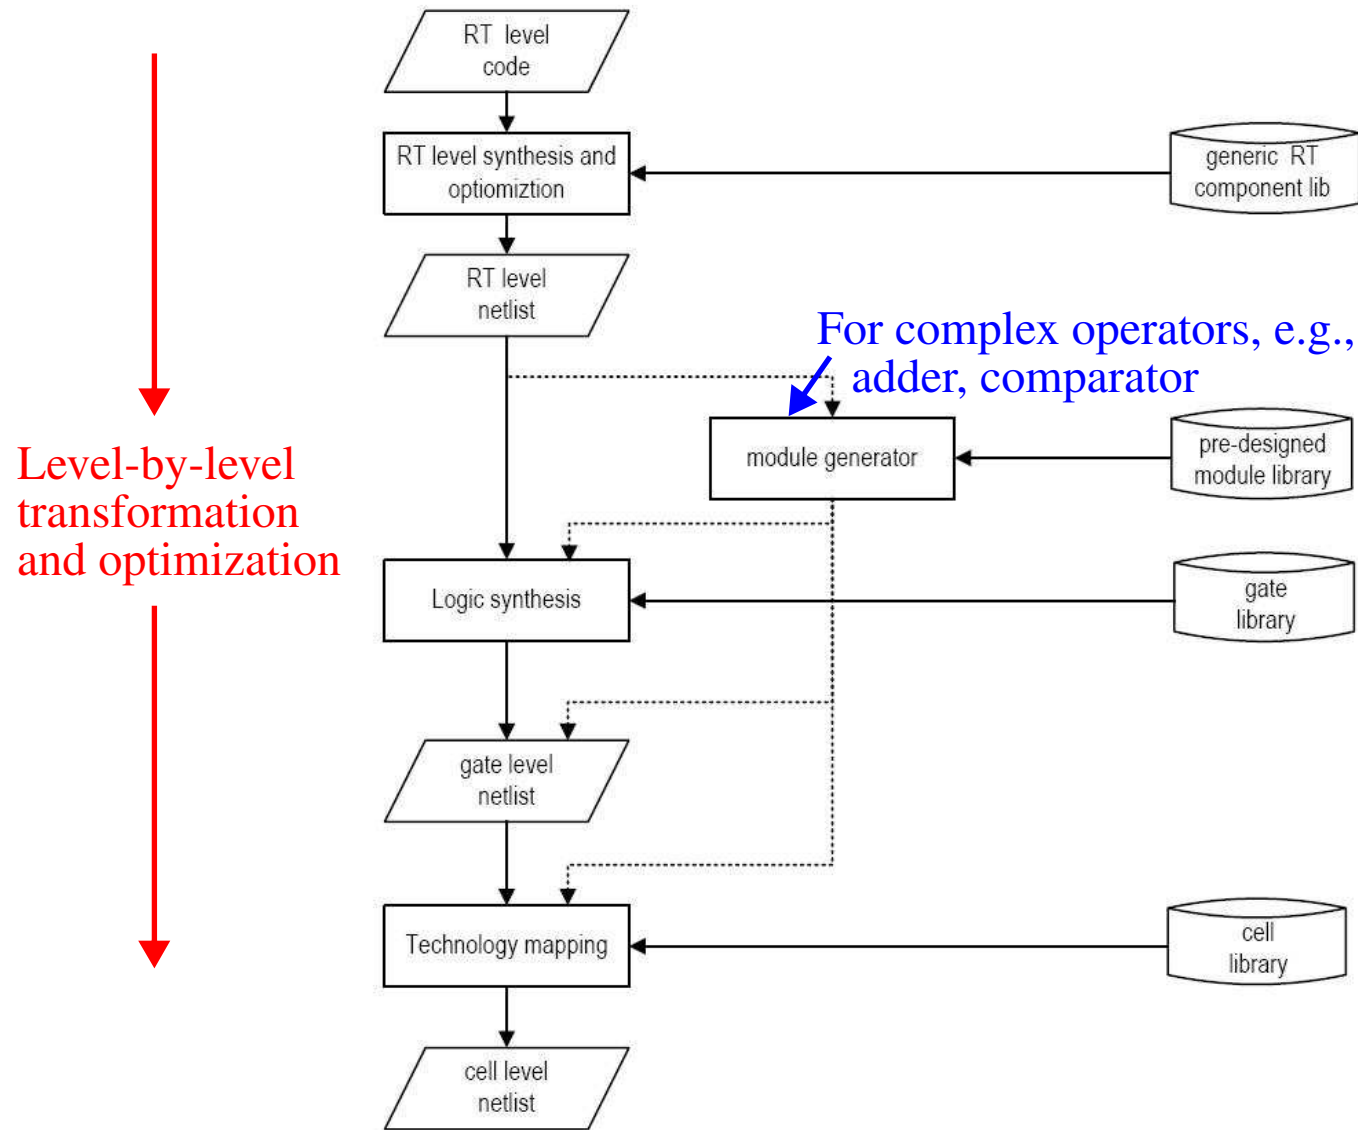 RT level
code
RT level synthesis and
optiomiztion
generic RT
component lib
RT level
netlist
For complex operators, e.g.,
adder, comparator
module generator
pre-designed
module library
Level-by-level
transformation
and optimization
Logic synthesis
gate
library
gate level
netlist
Technology mapping
cell
library
cell level
netlist